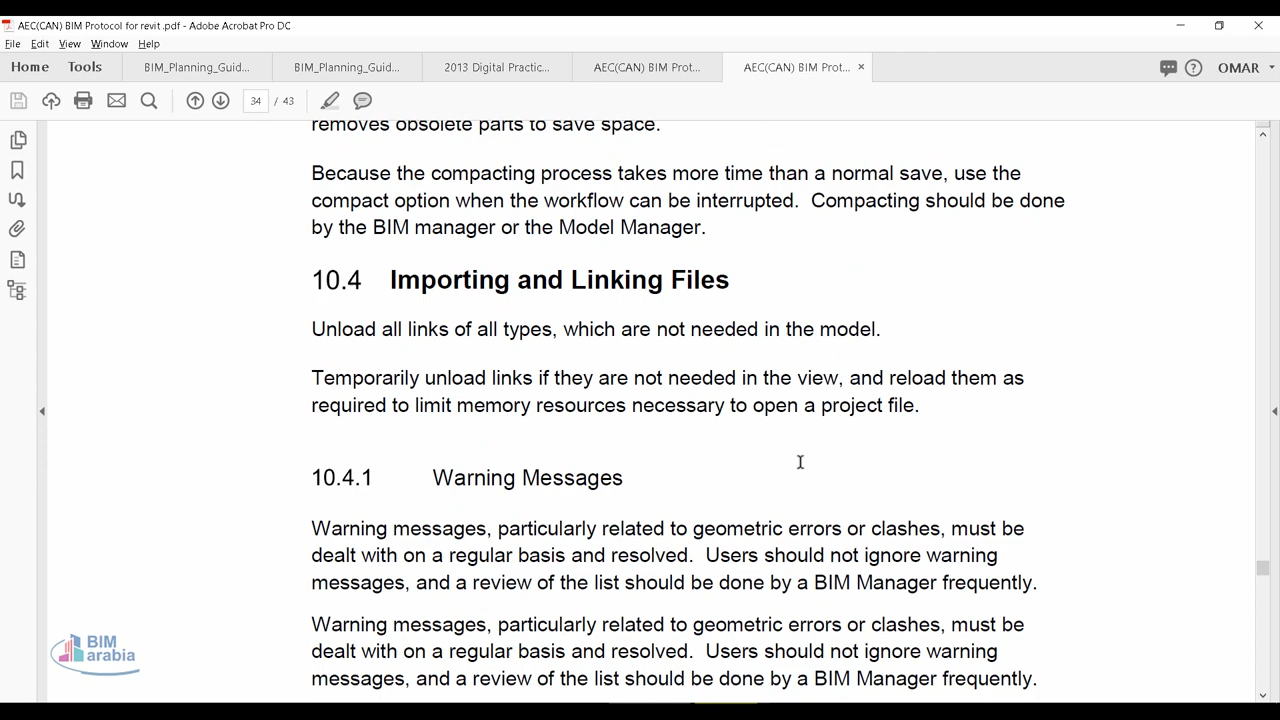 AEC(CAN) BIM Protocol for revit .pdf - Adobe Acrobat Pro DC
File Edit View Window Help
Home Tools BIM_Planning_Guid... BIM_Planning_Guid... 2013 Digital Practic... AEC(CAN) BIM Prot... AEC(CAN) BIM Prot... ×
34 / 43 OMAR
removes obsolete parts to save space.
Because the compacting process takes more time than a normal save, use the
compact option when the workflow can be interrupted. Compacting should be done
by the BIM manager or the Model Manager.
10.4 Importing and Linking Files
Unload all links of all types, which are not needed in the model.
Temporarily unload links if they are not needed in the view, and reload them as
required to limit memory resources necessary to open a project file.
10.4.1 Warning Messages
Warning messages, particularly related to geometric errors or clashes, must be
dealt with on a regular basis and resolved. Users should not ignore warning
messages, and a review of the list should be done by a BIM Manager frequently.
Warning messages, particularly related to geometric errors or clashes, must be
dealt with on a regular basis and resolved. Users should not ignore warning
messages, and a review of the list should be done by a BIM Manager frequently.
BIM
arabia